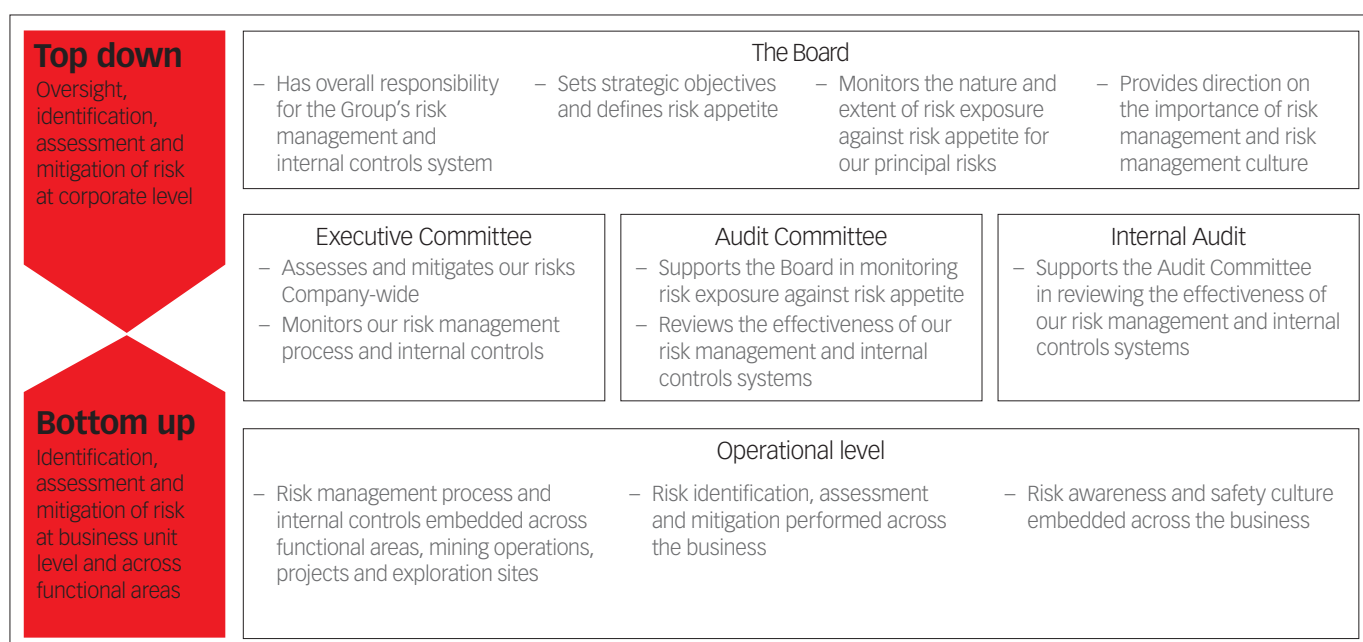 Top down
Oversight,
identification,
assessment and
mitigation of risk
at corporate level
The Board
– Has overall responsibility
for the Group's risk
management and
internal controls system
– Sets strategic objectives
and defines risk appetite
– Monitors the nature and
extent of risk exposure
against risk appetite for
our principal risks
– Provides direction on
the importance of risk
management and risk
management culture
Executive Committee
– Assesses and mitigates our risks
Company-wide
– Monitors our risk management
process and internal controls
Audit Committee
– Supports the Board in monitoring
risk exposure against risk appetite
– Reviews the effectiveness of our
risk management and internal
controls systems
Internal Audit
– Supports the Audit Committee
in reviewing the effectiveness of
our risk management and internal
controls systems
Bottom up
Identification,
assessment and
mitigation of risk
at business unit
level and across
functional areas
Operational level
– Risk management process and
internal controls embedded across
functional areas, mining operations,
projects and exploration sites
– Risk identification, assessment
and mitigation performed across
the business
– Risk awareness and safety culture
embedded across the business